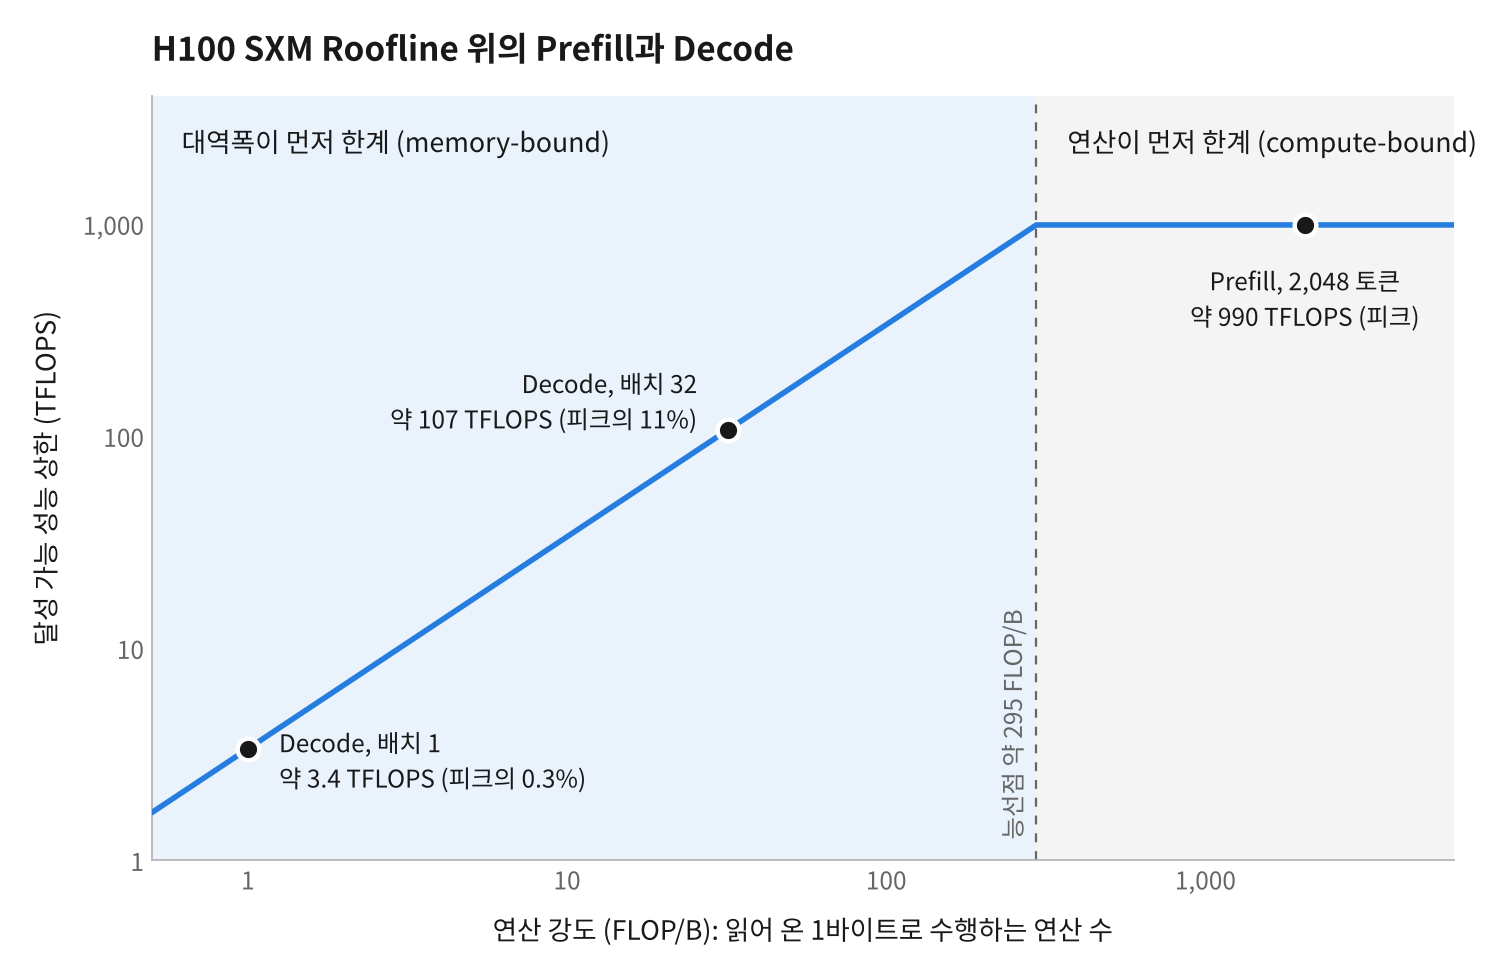 H100 SXM Roofline 위의 Prefill과 Decode
대역폭이 먼저 한계 (memory-bound)
연산이 먼저 한계 (compute-bound)
달성 가능 성능 상한 (TFLOPS)
1,000
100
10
1
Prefill, 2,048 토큰
약 990 TFLOPS (피크)
Decode, 배치 32
약 107 TFLOPS (피크의 11%)
Decode, 배치 1
약 3.4 TFLOPS (피크의 0.3%)
능선점 약 295 FLOP/B
1
10
100
1,000
연산 강도 (FLOP/B): 읽어 온 1바이트로 수행하는 연산 수